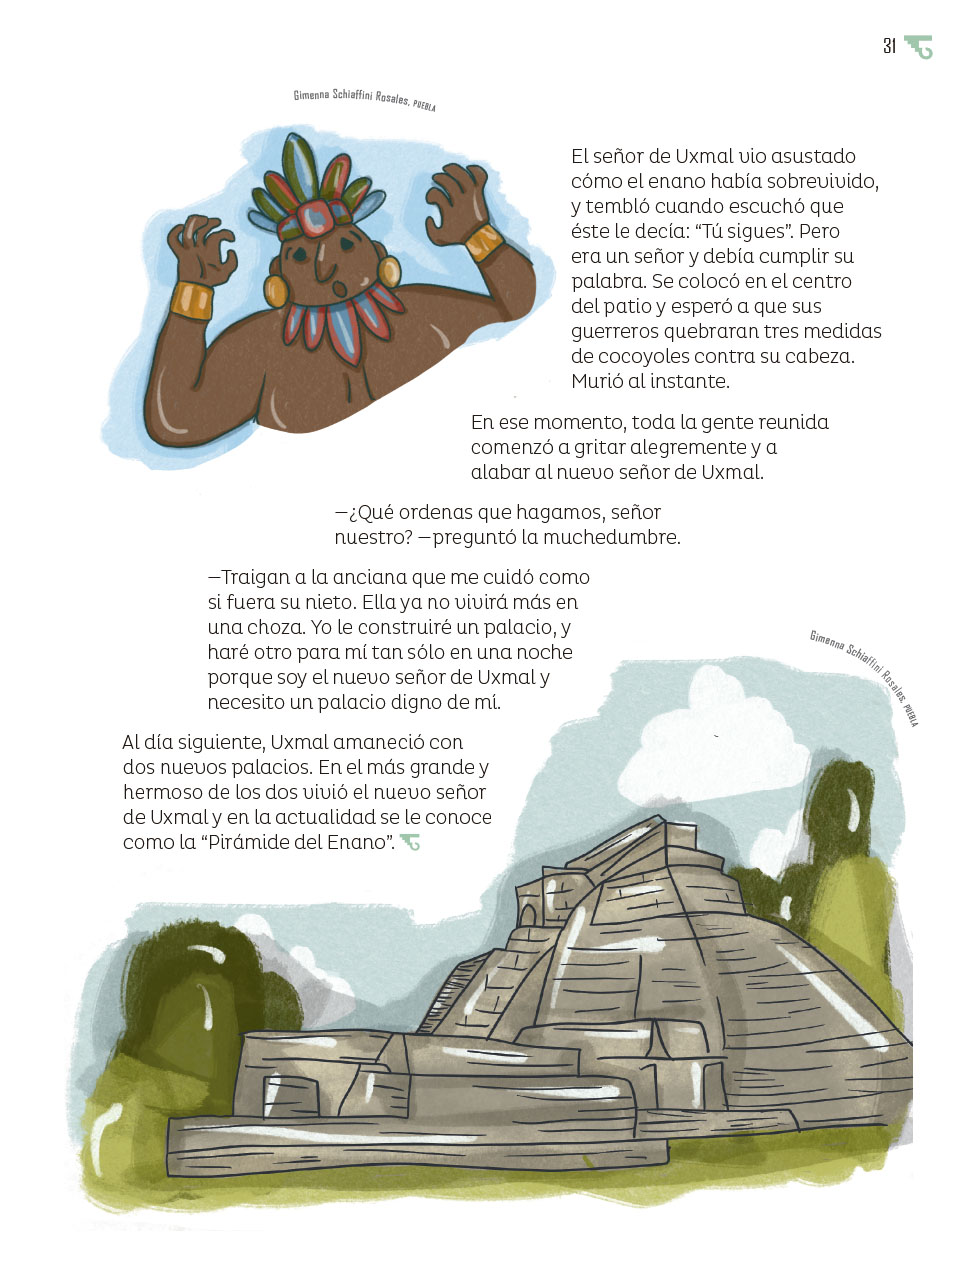 31
Gimenna Schiaffini Rosales, PUEBLA
El señor de Uxmal vio asustado
cómo el enano había sobrevivido,
y tembló cuando escuchó que
éste le decía: “Tú sigues”. Pero
era un señor y debía cumplir su
palabra. Se colocó en el centro
del patio y esperó a que sus
guerreros quebraran tres medidas
de cocoyoles contra su cabeza.
Murió al instante.
En ese momento, toda la gente reunida
comenzó a gritar alegremente y a
alabar al nuevo señor de Uxmal.
—¿Qué ordenas que hagamos, señor
nuestro? —preguntó la muchedumbre.
—Traigan a la anciana que me cuidó como
si fuera su nieto. Ella ya no vivirá más en
una choza. Yo le construiré un palacio, y
haré otro para mí tan sólo en una noche
porque soy el nuevo señor de Uxmal y
necesito un palacio digno de mí.
Gimenna Schiaffini Rosales, PUEBLA
Al día siguiente, Uxmal amaneció con
dos nuevos palacios. En el más grande y
hermoso de los dos vivió el nuevo señor
de Uxmal y en la actualidad se le conoce
como la “Pirámide del Enano”.